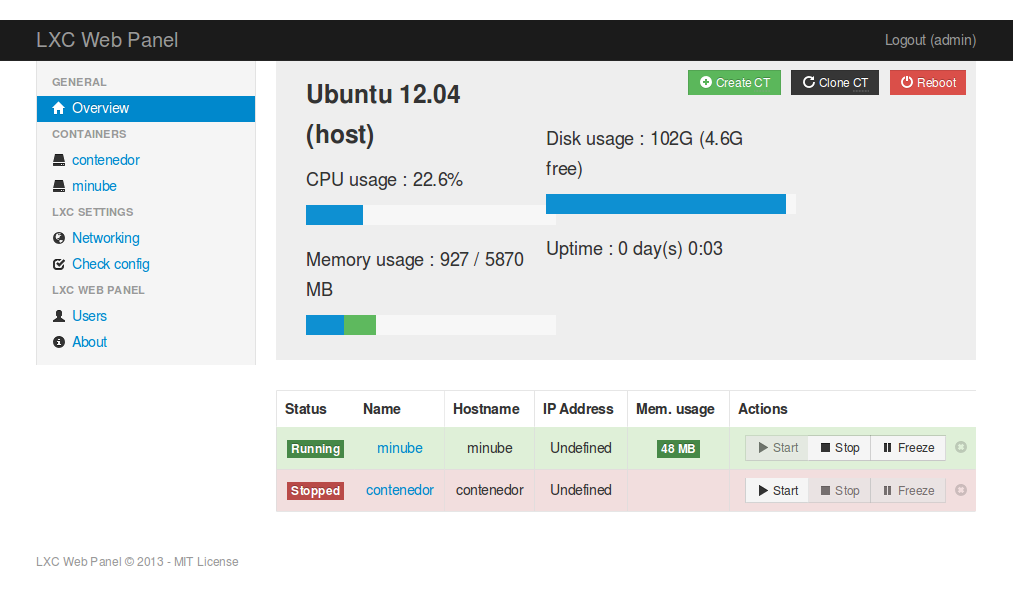 LXC Web Panel
Logout (admin)
GENERAL
Overview
CONTAINERS
contenedor
minube
LXC SETTINGS
Networking
Check config
LXC WEB PANEL
Users
About
Create CT
Clone CT
Reboot
Ubuntu 12.04
(host)
CPU usage : 22.6%
Memory usage : 927 / 5870
MB
Disk usage : 102G (4.6G
free)
Uptime : 0 day(s) 0:03
Status Name Hostname IP Address Mem. usage Actions
Running minube minube Undefined 48 MB Start Stop Freeze
Stopped contenedor contenedor Undefined Start Stop Freeze
LXC Web Panel © 2013 - MIT License